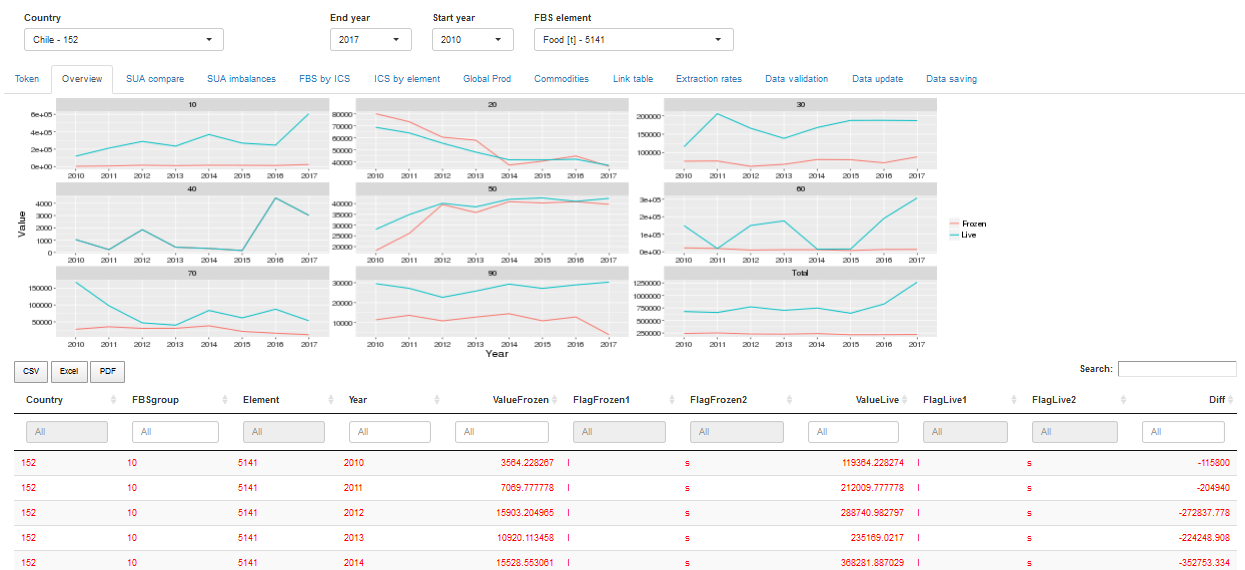 Country End year Start year FBS element
Chile - 152 2017 2010 Food [t] - 5141
Token Overview SUA compare SUA imbalances FBS by ICS ICS by element Global Prod Commodities Link table Extraction rates Data validation Data update Data saving
10 20 30
6e+05 4e+05 2e+05 0e+00
80000 70000 60000 50000 40000
200000 150000 100000
2010 2011 2012 2013 2014 2015 2016 2017 2010 2011 2012 2013 2014 2015 2016 2017 2010 2011 2012 2013 2014 2015 2016 2017
40 50 60
Value
4000 3000 2000 1000 0
40000 35000 30000 25000 20000
3e+05 2e+05 1e+05 0e+00
Frozen
Live
2010 2011 2012 2013 2014 2015 2016 2017 2010 2011 2012 2013 2014 2015 2016 2017 2010 2011 2012 2013 2014 2015 2016 2017
70 90 Total
150000 100000 50000
30000 20000 10000
1250000 1000000 750000 500000 250000
2010 2011 2012 2013 2014 2015 2016 2017 2010 2011 2012 2013 2014 2015 2016 2017 2010 2011 2012 2013 2014 2015 2016 2017
Year
CSV Excel PDF Search:
Country FBSgroup Element Year ValueFrozen FlagFrozen1 FlagFrozen2 ValueLive FlagLive1 FlagLive2 Diff
All All All All All All All All All All All
152 10 5141 2010 3564.228267 I s 119364.228274 I s -115800
152 10 5141 2011 7069.777778 I s 212009.777778 I s -204940
152 10 5141 2012 15903.204965 I s 288740.982797 I s -272837.778
152 10 5141 2013 10920.113458 I s 235169.0217 I s -224248.908
152 10 5141 2014 15528.553061 I s 368281.887029 I s -352753.334